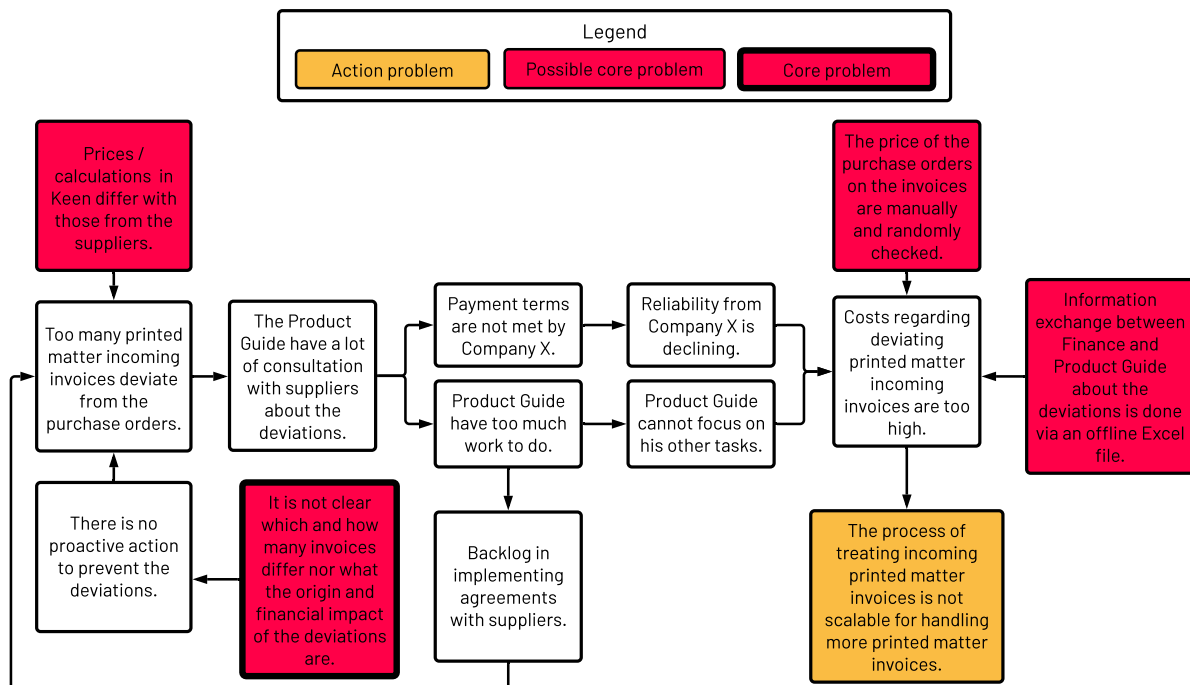 Legend
Action problem
Possible core problem
Core problem
Prices /
calculations in
Keen differ with
those from the
suppliers.
The price of the
purchase orders
on the invoices
are manually
and randomly
checked.
Too many printed
matter incoming
invoices deviate
from the
purchase orders.
The Product
Guide have a lot
of consultation
with suppliers
about the
deviations.
Payment terms
are not met by
Company X.
Reliability from
Company X is
declining.
Product Guide
have too much
work to do.
Product Guide
cannot focus on
his other tasks.
Costs regarding
deviating
printed matter
incoming
invoices are too
high.
Information
exchange between
Finance and
Product Guide
about the
deviations is done
via an offline Excel
file.
There is no
proactive action
to prevent the
deviations.
It is not clear
which and how
many invoices
differ nor what
the origin and
financial impact
of the deviations
are.
Backlog in
implementing
agreements
with suppliers.
The process of
treating incoming
printed matter
invoices is not
scalable for handling
more printed matter
invoices.